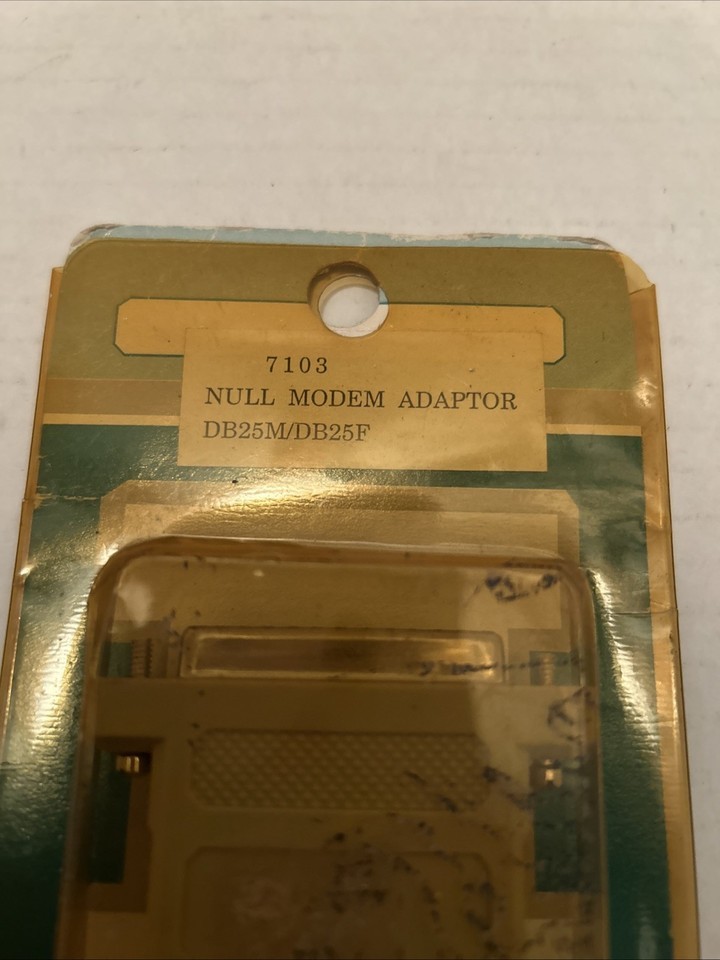 7103
NULL MODEM ADAPTOR
DB25M/DB25F